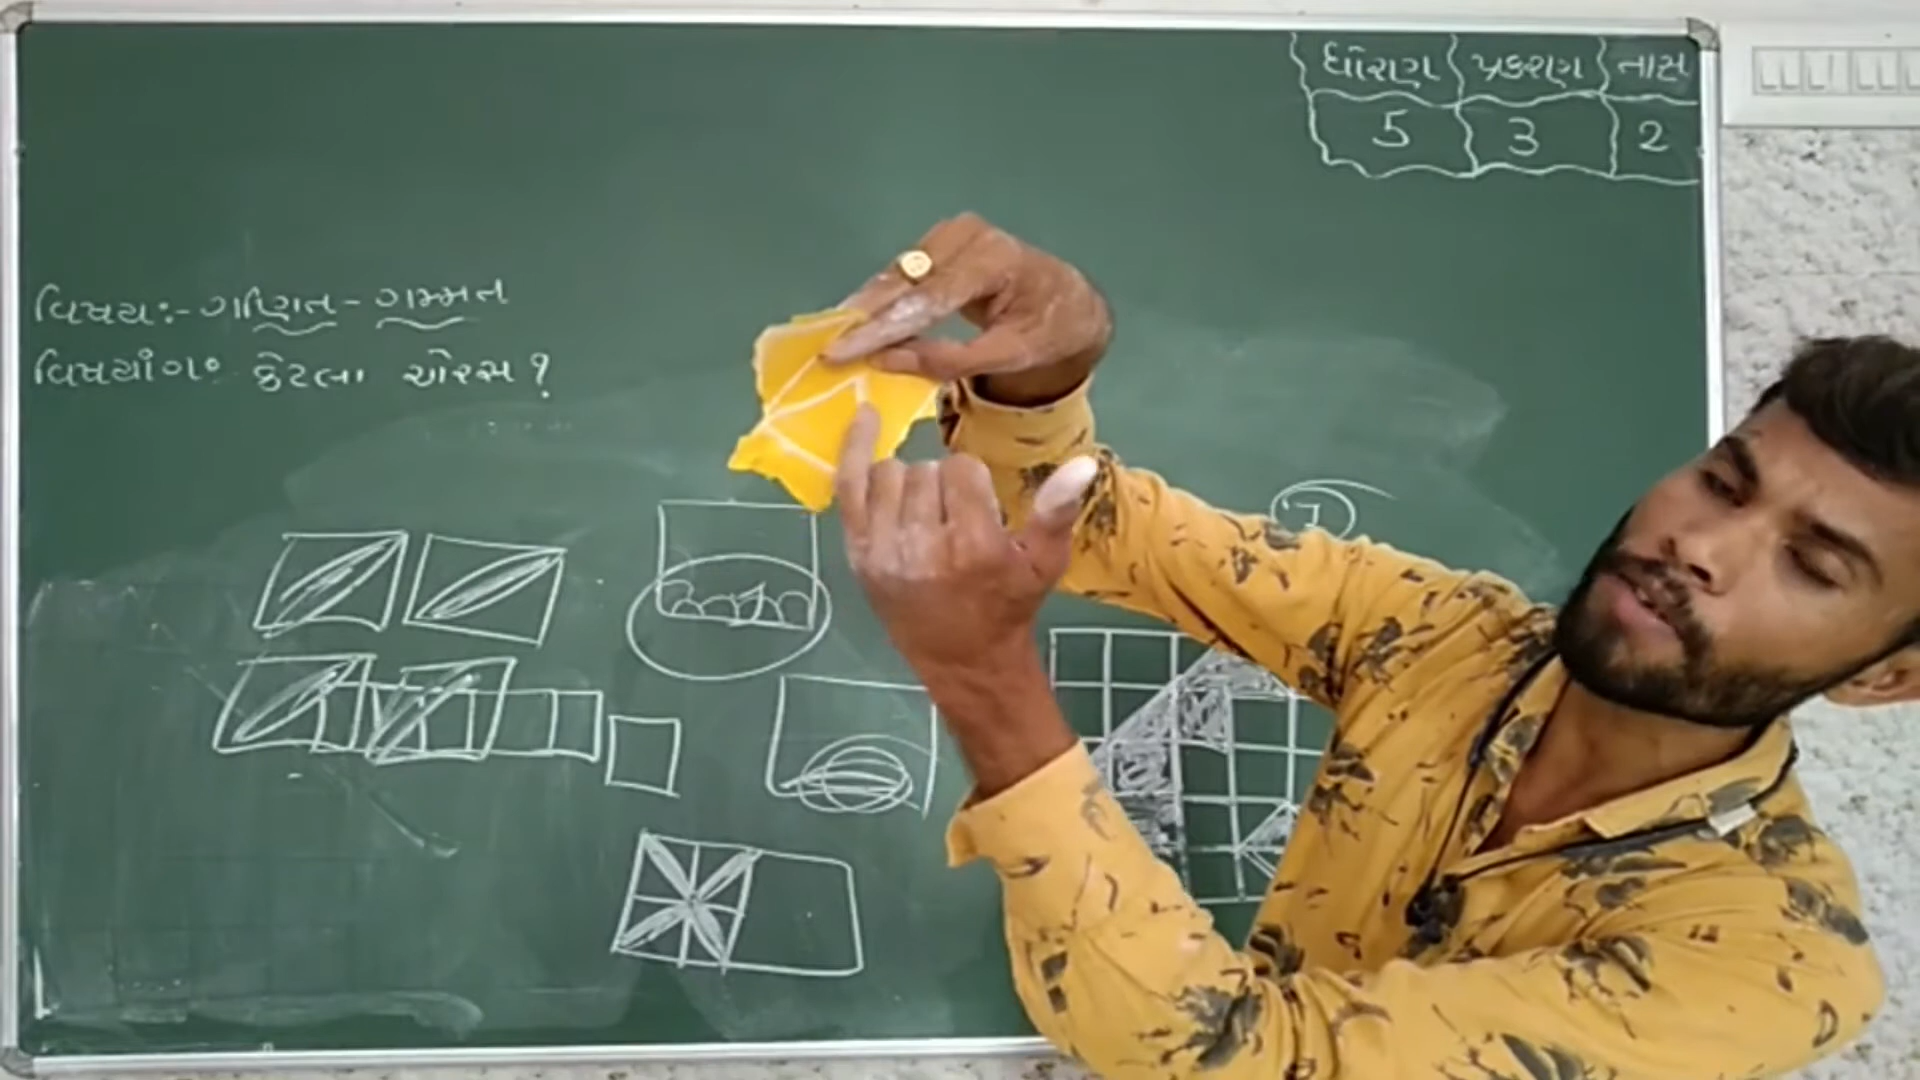 ધોરણ પ્રકરણ તાસ
5 3 2
વિષય:- ગણિત - ગમ્મત
વિષયાંગ: કેટલા ચોરસ ?
7